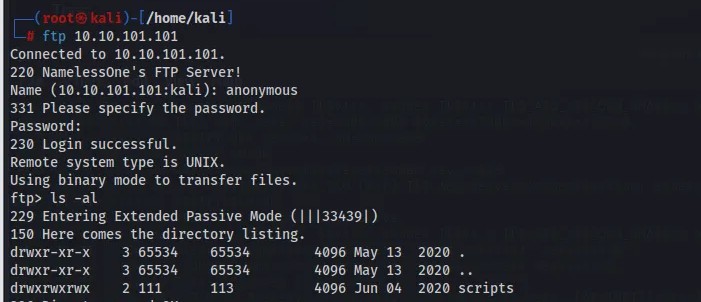 ┌──(root㉿kali)-[/home/kali]
└─# ftp 10.10.101.101
Connected to 10.10.101.101.
220 NamelessOne's FTP Server!
Name (10.10.101.101:kali): anonymous
331 Please specify the password.
Password:
230 Login successful.
Remote system type is UNIX.
Using binary mode to transfer files.
ftp> ls -al
229 Entering Extended Passive Mode (|||33439|)
150 Here comes the directory listing.
drwxr-xr-x    3 65534    65534        4096 May 13  2020 .
drwxr-xr-x    3 65534    65534        4096 May 13  2020 ..
drwxrwxrwx    2 111      113          4096 Jun 04  2020 scripts